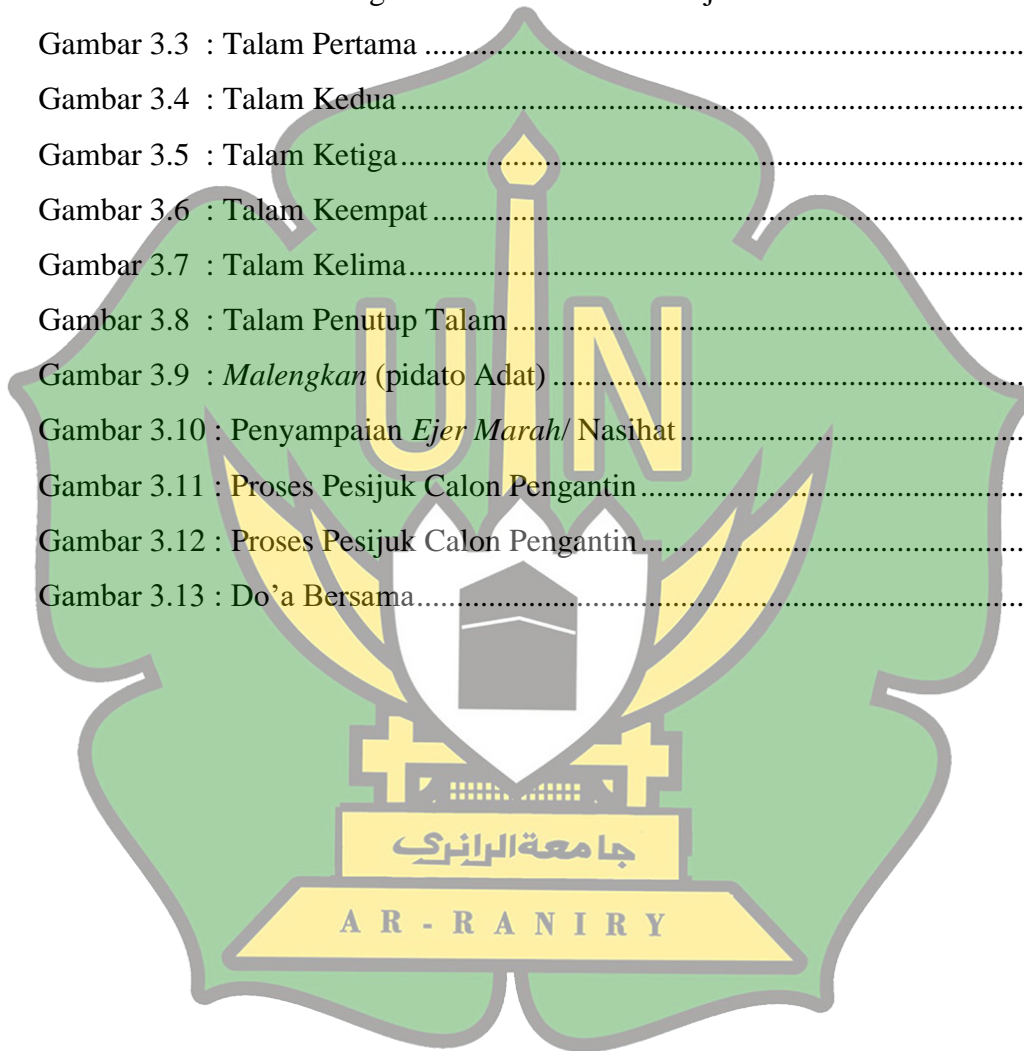 Gambar 3.3 : Talam Pertama ....................................................................
Gambar 3.4 : Talam Kedua ....................................................................
Gambar 3.5 : Talam Ketiga ....................................................................
Gambar 3.6 : Talam Keempat ....................................................................
Gambar 3.7 : Talam Kelima ....................................................................
Gambar 3.8 : Talam Penutup Talam ....................................................................
Gambar 3.9 : Malengkan (pidato Adat) ....................................................................
Gambar 3.10 : Penyampaian Ejer Marah/ Nasihat ....................................................................
Gambar 3.11 : Proses Pesijuk Calon Pengantin ....................................................................
Gambar 3.12 : Proses Pesijuk Calon Pengantin ....................................................................
Gambar 3.13 : Do’a Bersama ....................................................................
UIN
جامعة الرانري
AR-RANIRY